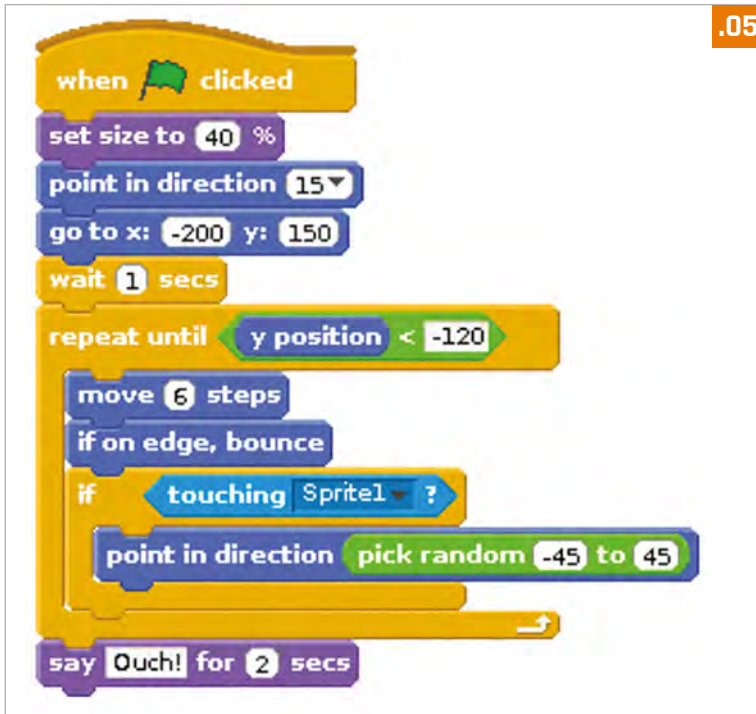 .05
when clicked
set size to 40 %
point in direction 15
go to x: -200 y: 150
wait 1 secs
repeat until y position < -120
move 6 steps
if on edge, bounce
if touching Sprite1 ?
point in direction pick random -45 to 45
say Ouch! for 2 secs